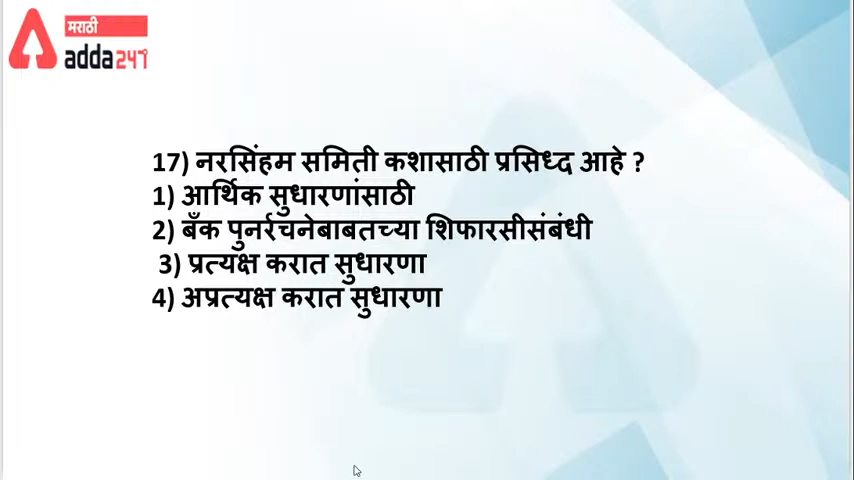 मराठी
adda247
17) नरसिंहम समिती कशासाठी प्रसिध्द आहे ?
1) आर्थिक सुधारणांसाठी
2) बँक पुनर्रचनेबाबतच्या शिफारसीसंबंधी
3) प्रत्यक्ष करात सुधारणा
4) अप्रत्यक्ष करात सुधारणा